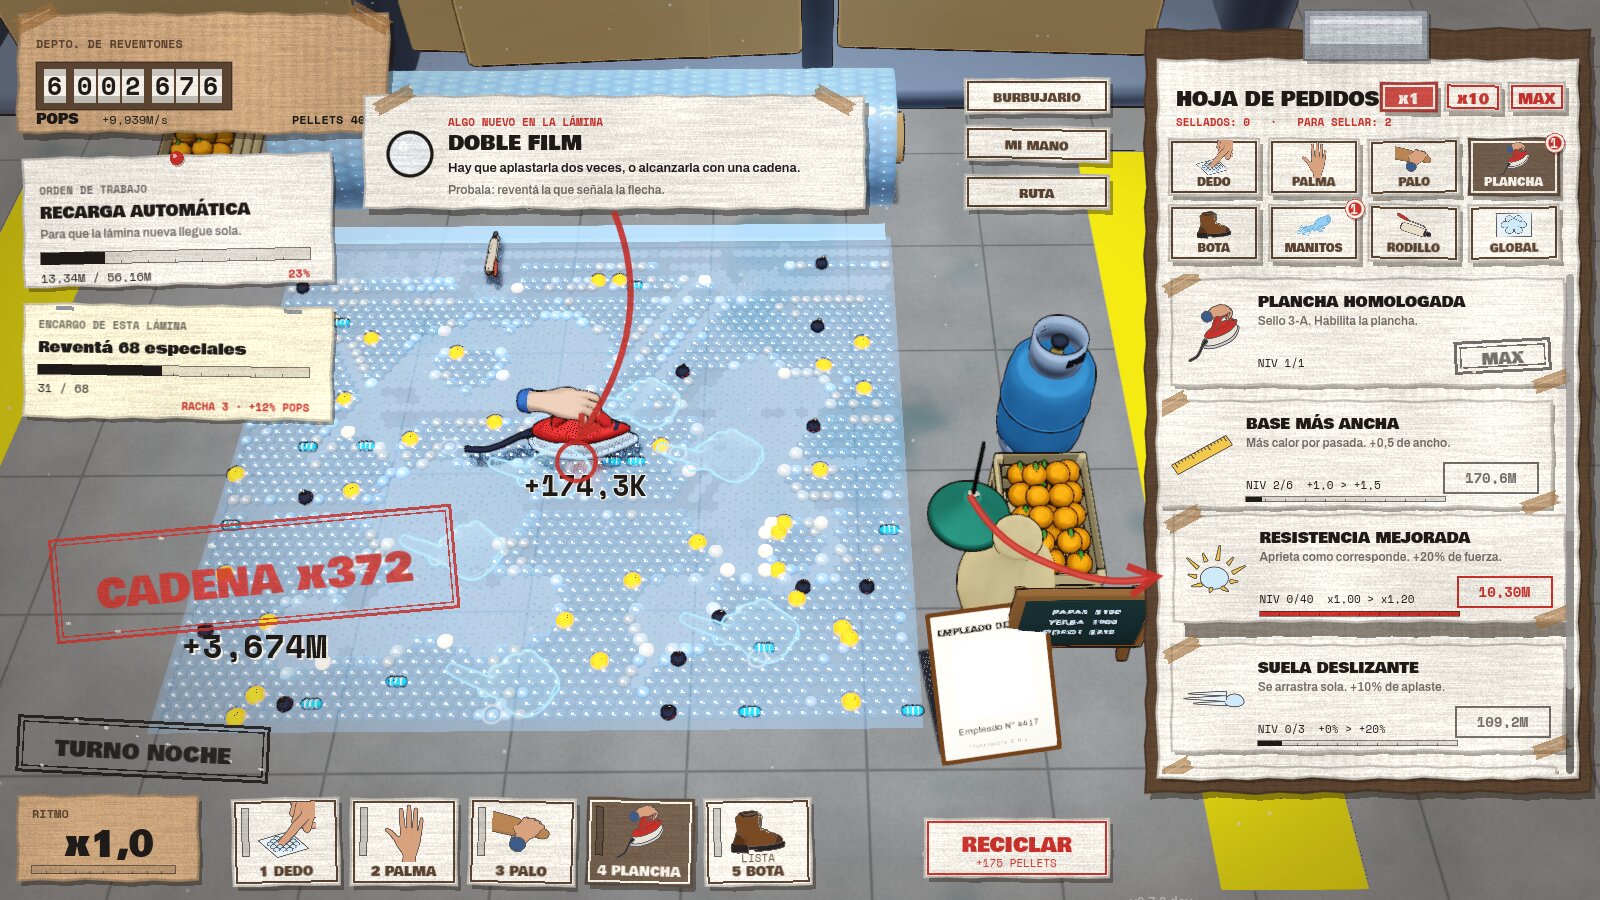 DEPTO. DE REVENTONES
6002676
POPS +9,939M/s PELLETS 40
ORDEN DE TRABAJO
RECARGA AUTOMÁTICA
Para que la lámina nueva llegue sola.
13,34M / 56,16M 23%
ENCARGO DE ESTA LÁMINA
Reventá 68 especiales
31 / 68
RACHA 3 · +12% POPS
ALGO NUEVO EN LA LÁMINA
DOBLE FILM
Hay que aplastarla dos veces, o alcanzarla con una cadena.
Probala: reventá la que señala la flecha.
BURBUJARIO
MI MANO
RUTA
+174,3K
CADENA x372
+3,674M
TURNO NOCHE
RITMO
x1,0
1 DEDO
2 PALMA
3 PALO
4 PLANCHA
LISTA
5 BOTA
RECICLAR
+175 PELLETS
EMPLEADO DE
Empleado N° 4417
HOJA DE PEDIDOS x1 x10 MAX
SELLADOS: 0 · PARA SELLAR: 2
DEDO PALMA PALO PLANCHA 1
BOTA MANITOS 1 RODILLO GLOBAL
PLANCHA HOMOLOGADA
Sello 3-A. Habilita la plancha.
NIV 1/1 MAX
BASE MÁS ANCHA
Más calor por pasada. +0,5 de ancho.
NIV 2/6 +1,0 > +1,5 170,6M
RESISTENCIA MEJORADA
Aprieta como corresponde. +20% de fuerza.
NIV 0/40 x1,00 > x1,20 10,30M
SUELA DESLIZANTE
Se arrastra sola. +10% de aplaste.
NIV 0/3 +0% > +20% 109,2M